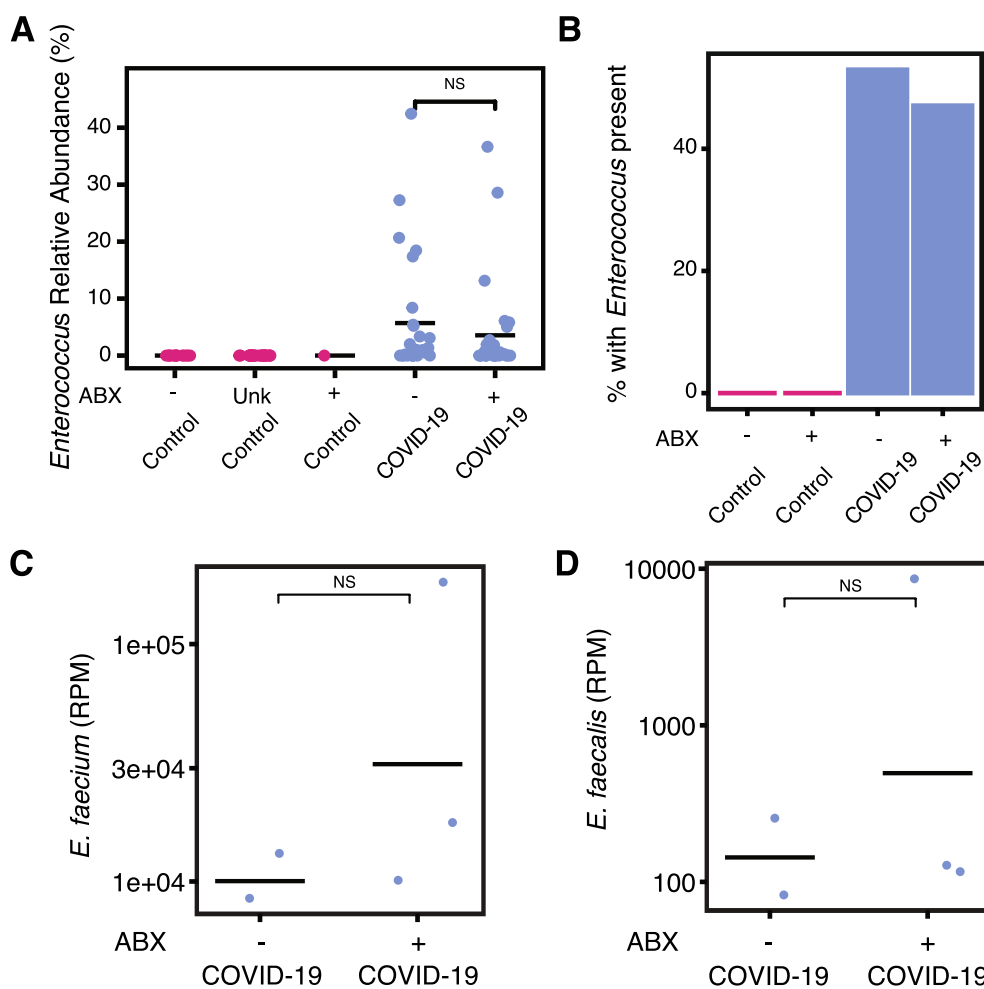 A
Enterococcus Relative Abundance (%)
40
30
20
10
0
NS
ABX
- Unk + - +
Control Control Control COVID-19 COVID-19
B
% with Enterococcus present
40
20
0
ABX
- + - +
Control Control COVID-19 COVID-19
C
E. faecium (RPM)
1e+05
3e+04
1e+04
NS
ABX - +
COVID-19 COVID-19
D
E. faecalis (RPM)
10000
1000
100
NS
ABX - +
COVID-19 COVID-19